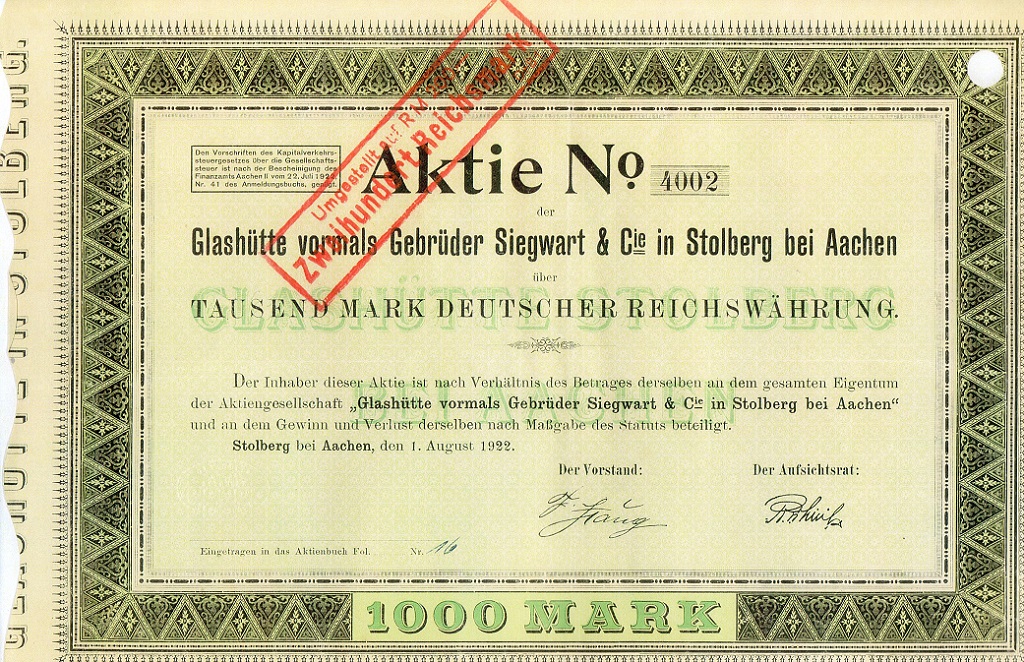 GLASHÜTTE STOLBERG
Umgestellt auf RM 200.—
Zweihundert Reichsmark
Den Vorschriften des Kapitalverkehrs-
steuergesetzes über die Gesellschafts-
steuer ist nach der Bescheinigung des
Finanzamts Aachen II vom 22. Juli 1922,
Nr. 41 des Anmeldungsbuchs, genügt.
Aktie No 4002
der
Glashütte vormals Gebrüder Siegwart & Cie in Stolberg bei Aachen
über
GLASHÜTTE STOLBERG
TAUSEND MARK DEUTSCHER REICHSWÄHRUNG.
BEI AACHEN
Der Inhaber dieser Aktie ist nach Verhältnis des Betrages derselben an dem gesamten Eigentum
der Aktiengesellschaft „Glashütte vormals Gebrüder Siegwart & Cie in Stolberg bei Aachen“
und an dem Gewinn und Verlust derselben nach Maßgabe des Statuts beteiligt.
Stolberg bei Aachen, den 1. August 1922.
Der Vorstand: Der Aufsichtsrat:
Eingetragen in das Aktienbuch Fol. Nr. 16
1000 MARK